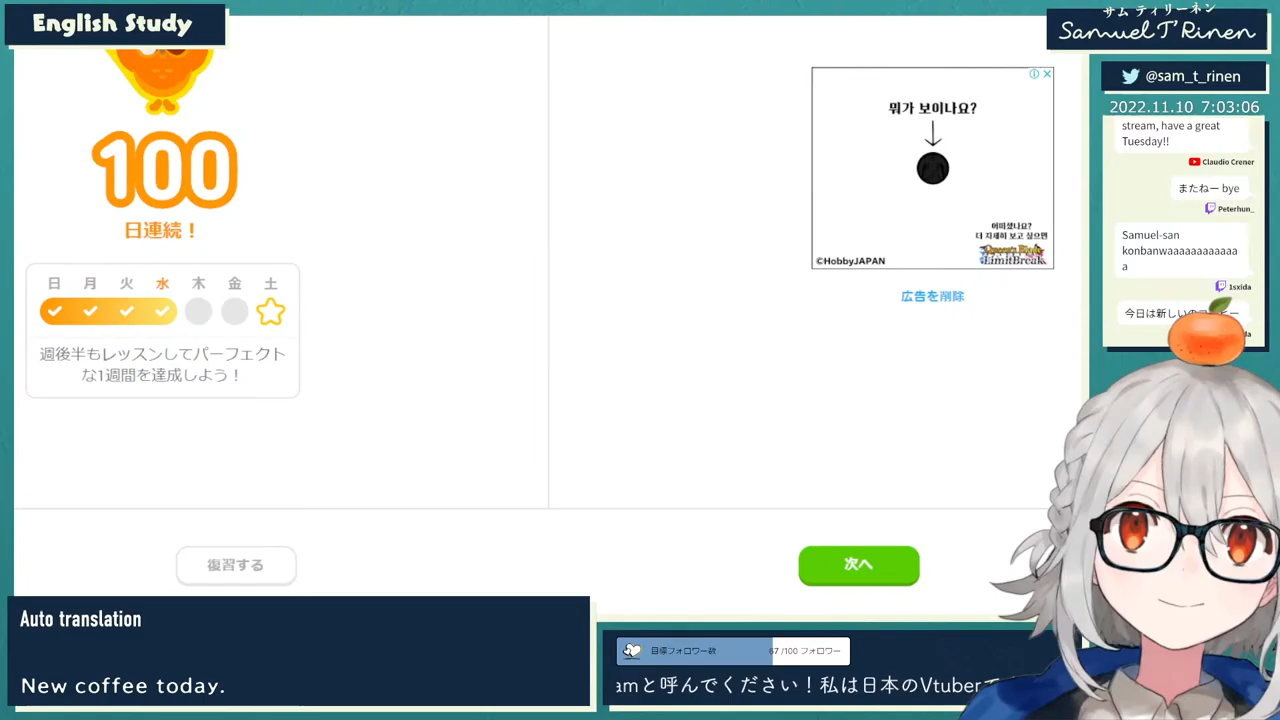 English Study
サム ティリーネン
Samuel T'Rinen
@sam_t_rinen
2022.11.10 7:03:06
stream, have a great
Tuesday!!
Claudio Crener
またねー bye
Peterhun_
Samuel-san
konbanwaaaaaaaaaaaa
a
1sxida
今日は新しい
100
日連続！
日 月 火 水 木 金 土
週後半もレッスンしてパーフェクト
な1週間を達成しよう！
뭐가 보이나요?
어떠셨나요?
더 자세히 보고 싶으면
Queen's Blade
LimitBreak
©HobbyJAPAN
広告を削除
復習する
次へ
Auto translation
New coffee today.
目標フォロワー数
67 /100 フォロワー
amと呼んでください！私は日本のVtuberで